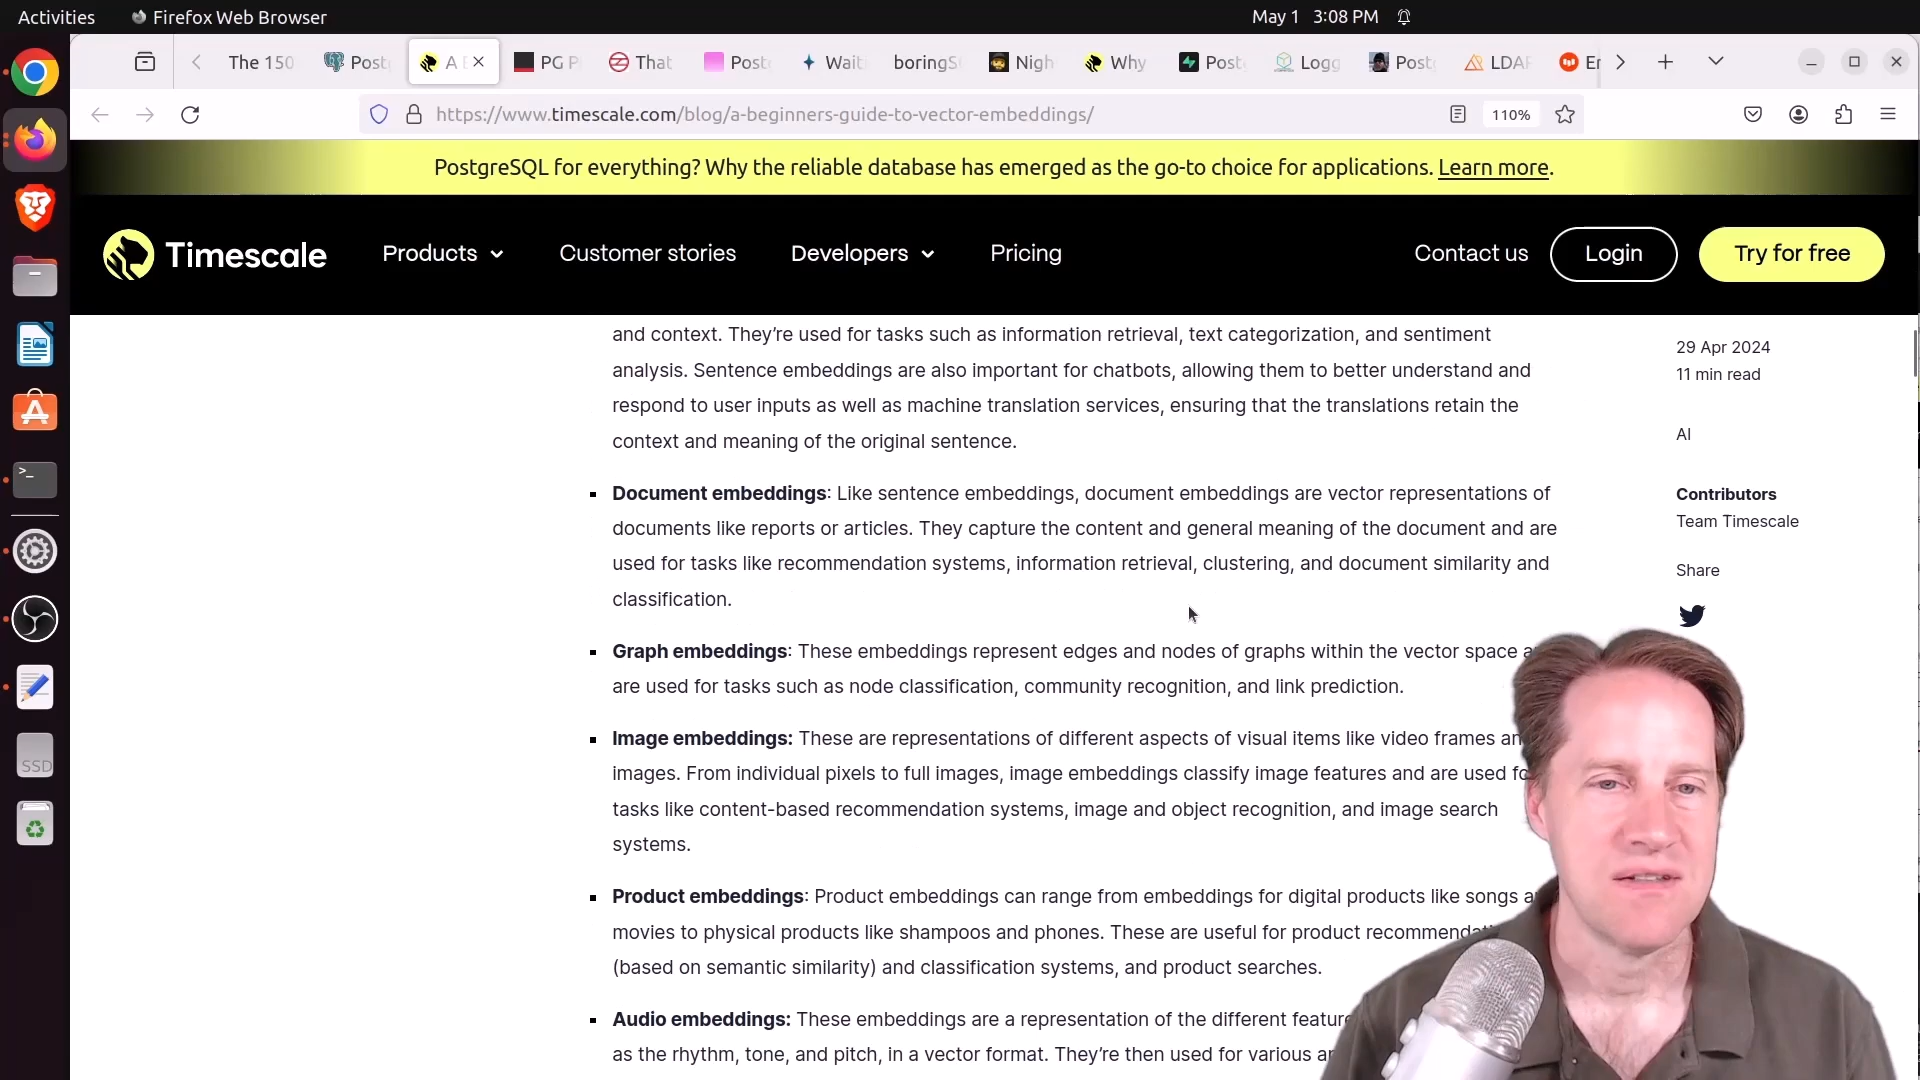 Activities
Firefox Web Browser
May 1 3:08 PM
The 150
Post
A
PG P
That
Post
Wait
boringS
Nigh
Why
Post
Logg
Post
LDAP
Er
https://www.timescale.com/blog/a-beginners-guide-to-vector-embeddings/
110%
PostgreSQL for everything? Why the reliable database has emerged as the go-to choice for applications. Learn more.
Timescale
Products
Customer stories
Developers
Pricing
Contact us
Login
Try for free
and context. They’re used for tasks such as information retrieval, text categorization, and sentiment
analysis. Sentence embeddings are also important for chatbots, allowing them to better understand and
respond to user inputs as well as machine translation services, ensuring that the translations retain the
context and meaning of the original sentence.
Document embeddings: Like sentence embeddings, document embeddings are vector representations of
documents like reports or articles. They capture the content and general meaning of the document and are
used for tasks like recommendation systems, information retrieval, clustering, and document similarity and
classification.
Graph embeddings: These embeddings represent edges and nodes of graphs within the vector space
are used for tasks such as node classification, community recognition, and link prediction.
Image embeddings: These are representations of different aspects of visual items like video frames an
images. From individual pixels to full images, image embeddings classify image features and are used fo
tasks like content-based recommendation systems, image and object recognition, and image search
systems.
Product embeddings: Product embeddings can range from embeddings for digital products like songs a
movies to physical products like shampoos and phones. These are useful for product recommendati
(based on semantic similarity) and classification systems, and product searches.
Audio embeddings: These embeddings are a representation of the different feature
as the rhythm, tone, and pitch, in a vector format. They’re then used for various a
29 Apr 2024
11 min read
AI
Contributors
Team Timescale
Share
SSD